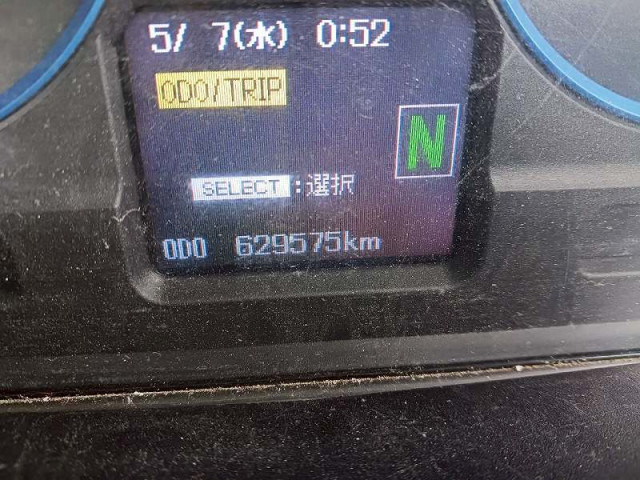 5/ 7(水) 0:52
ODO/TRIP
N
SELECT:選択
ODO 629575km